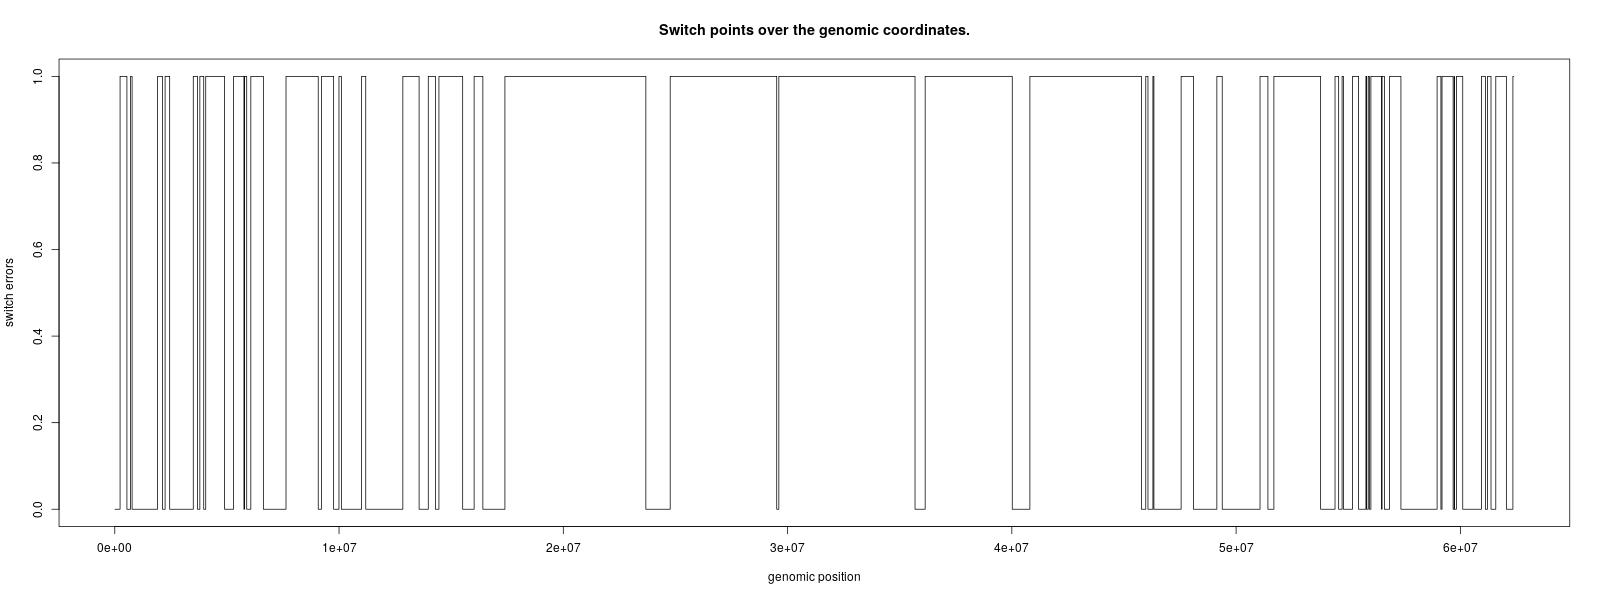 Switch points over the genomic coordinates.
switch errors
1.0
0.8
0.6
0.4
0.2
0.0
0e+00 1e+07 2e+07 3e+07 4e+07 5e+07 6e+07
genomic position